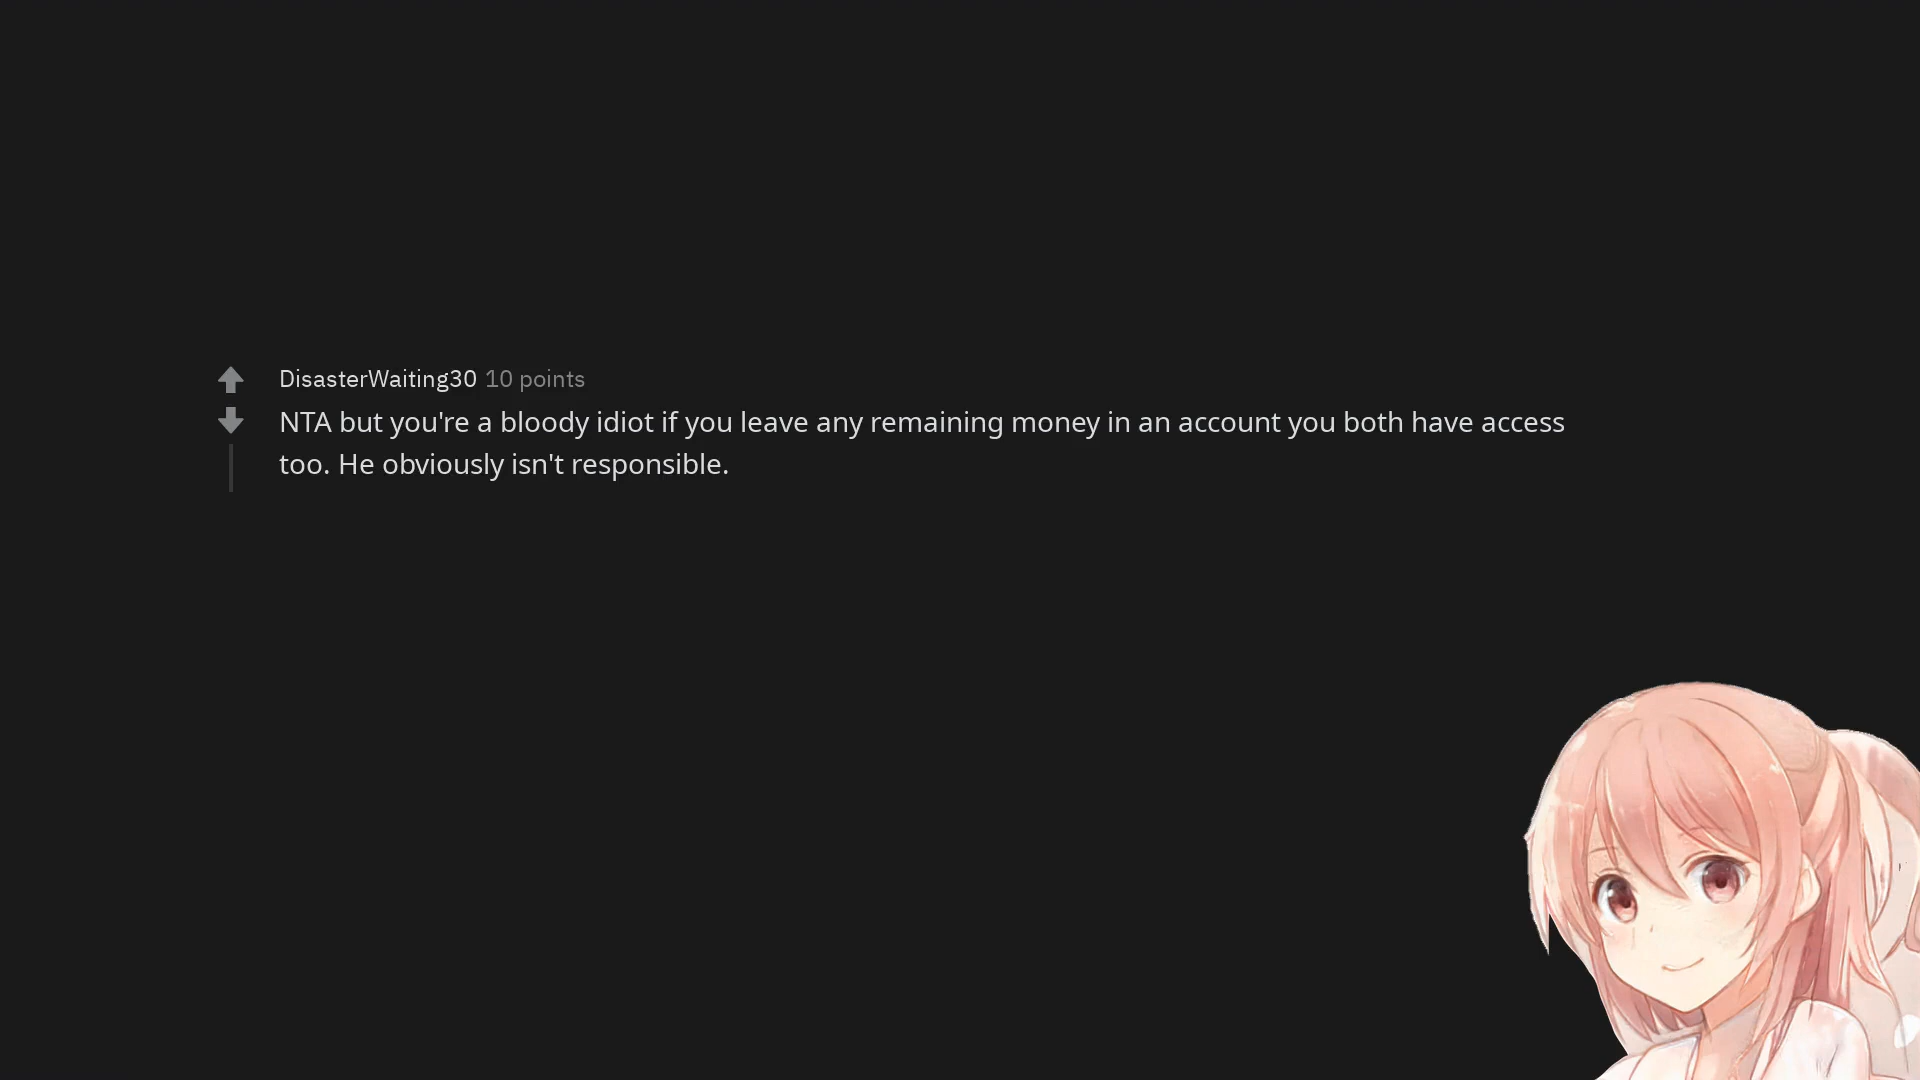 DisasterWaiting30 10 points
NTA but you're a bloody idiot if you leave any remaining money in an account you both have access
too. He obviously isn't responsible.